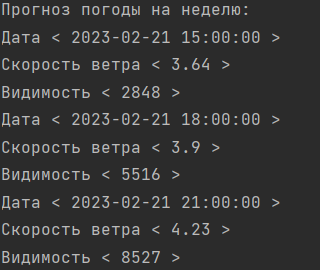 Прогноз погоды на неделю:
Дата < 2023-02-21 15:00:00 >
Скорость ветра < 3.64 >
Видимость < 2848 >
Дата < 2023-02-21 18:00:00 >
Скорость ветра < 3.9 >
Видимость < 5516 >
Дата < 2023-02-21 21:00:00 >
Скорость ветра < 4.23 >
Видимость < 8527 >